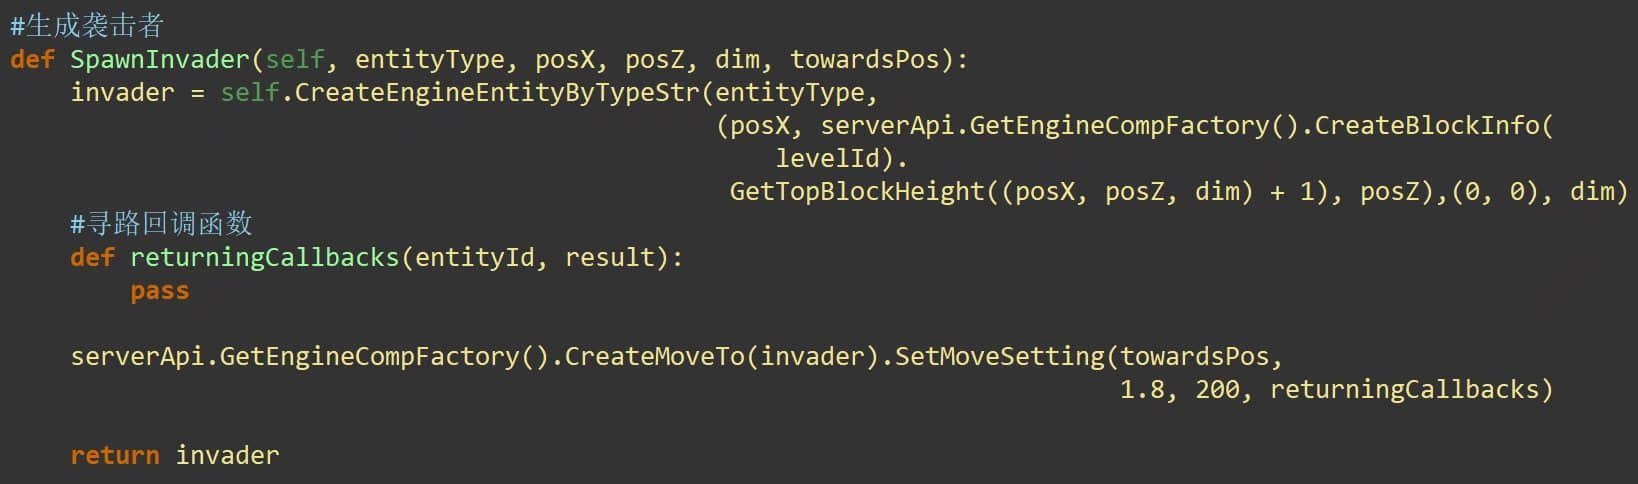 #生成袭击者
def SpawnInvader(self, entityType, posX, posZ, dim, towardsPos):
    invader = self.CreateEngineEntityByTypeStr(entityType,
                                               (posX, serverApi.GetEngineCompFactory().CreateBlockInfo(
                                                   levelId).
                                                GetTopBlockHeight((posX, posZ, dim) + 1), posZ),(0, 0), dim)
    #寻路回调函数
    def returningCallbacks(entityId, result):
        pass

    serverApi.GetEngineCompFactory().CreateMoveTo(invader).SetMoveSetting(towardsPos,
                                                                          1.8, 200, returningCallbacks)

    return invader